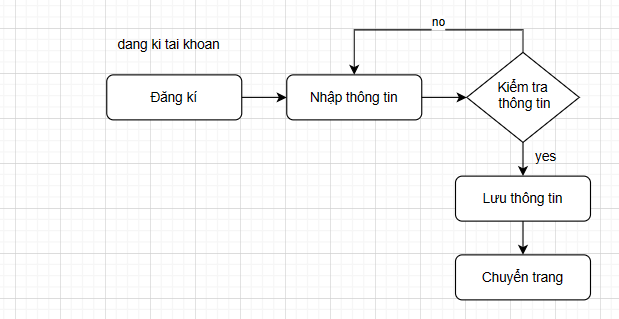 no
dang ki tai khoan
Đăng kí
Nhập thông tin
Kiểm tra
thông tin
yes
Lưu thông tin
Chuyển trang